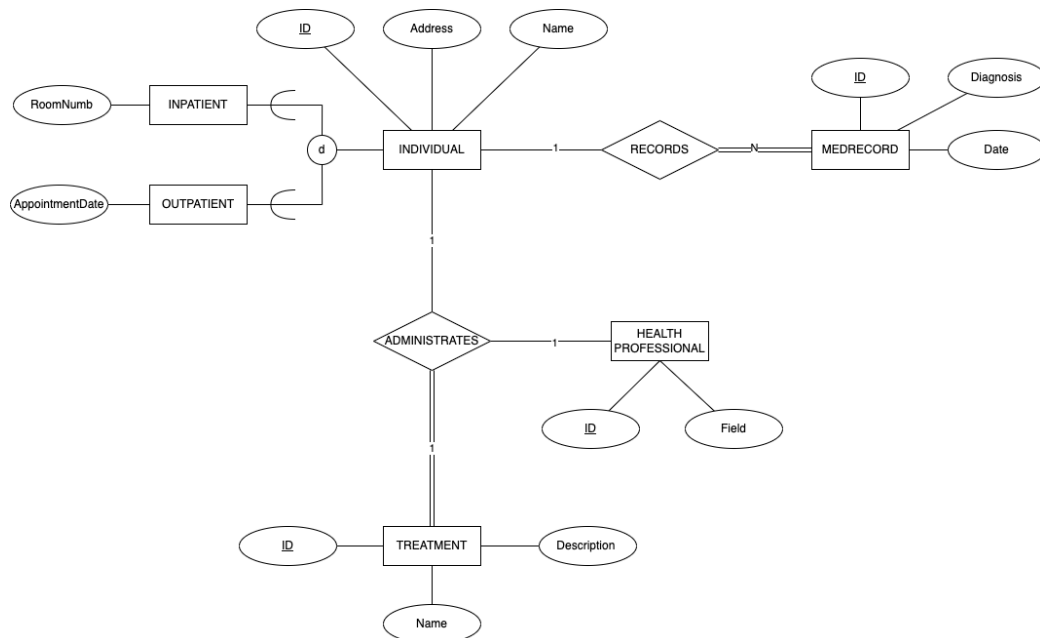 ID
Address
Name
ID
Diagnosis
RoomNumb
INPATIENT
d
INDIVIDUAL
1
RECORDS
N
MEDRECORD
Date
AppointmentDate
OUTPATIENT
1
ADMINISTRATES
1
HEALTH
PROFESSIONAL
ID
Field
1
ID
TREATMENT
Description
Name